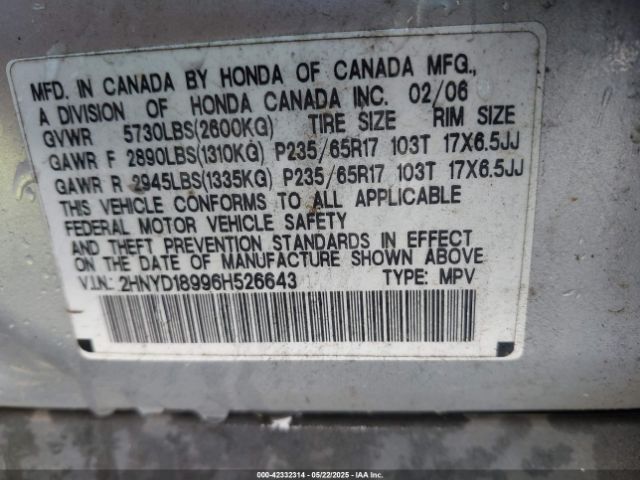 MFD. IN CANADA BY HONDA OF CANADA MFG.,
A DIVISION OF HONDA CANADA INC. 02/06
GVWR 5730LBS(2600KG) TIRE SIZE RIM SIZE
GAWR F 2890LBS(1310KG) P235/65R17 103T 17X6.5JJ
GAWR R 2945LBS(1335KG) P235/65R17 103T 17X6.5JJ
THIS VEHICLE CONFORMS TO ALL APPLICABLE
FEDERAL MOTOR VEHICLE SAFETY
AND THEFT PREVENTION STANDARDS IN EFFECT
ON THE DATE OF MANUFACTURE SHOWN ABOVE.
V.I.N.: 2HNYD18996H526643 TYPE: MPV
000-42332314 - 05/22/2025 - WWW.IAAI.COM